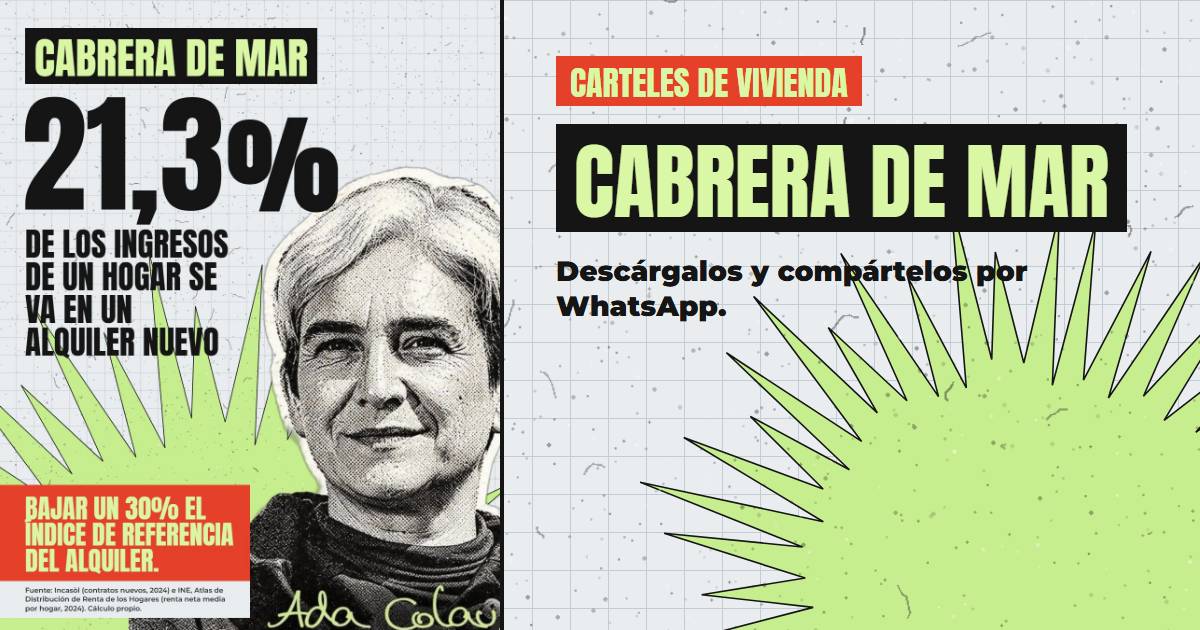 CABRERA DE MAR
21,3%
DE LOS INGRESOS
DE UN HOGAR SE
VA EN UN
ALQUILER NUEVO
BAJAR UN 30% EL
ÍNDICE DE REFERENCIA
DEL ALQUILER.
Fuente: Incasòl (contratos nuevos, 2024) e INE, Atlas de
Distribución de Renta de los Hogares (renta neta media
por hogar, 2024). Cálculo propio.
Ada Colau
CARTELES DE VIVIENDA
CABRERA DE MAR
Descárgalos y compártelos por
WhatsApp.